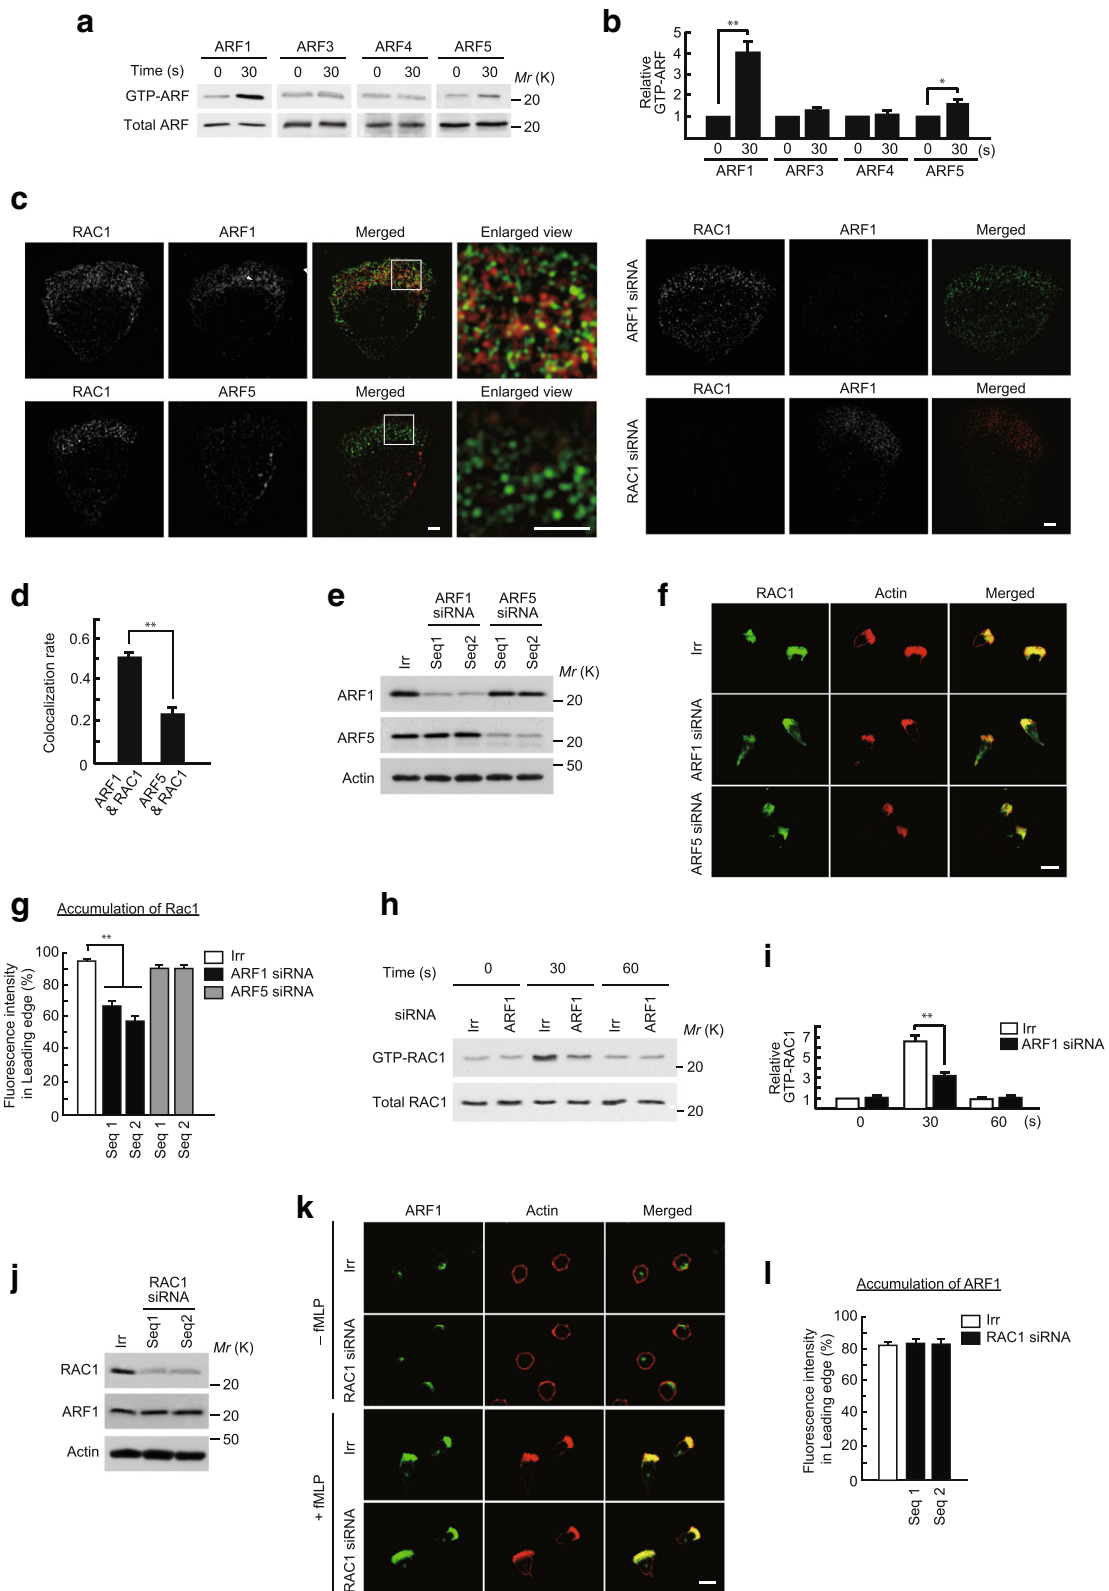 a
ARF1 ARF3 ARF4 ARF5
Time (s) 0 30 0 30 0 30 0 30 Mr (K)
GTP-ARF 20
Total ARF 20
b
Relative GTP-ARF
5
4
3
2
1
** *
0 30 0 30 0 30 0 30 (s)
ARF1 ARF3 ARF4 ARF5
c
RAC1 ARF1 Merged Enlarged view
RAC1 ARF5 Merged Enlarged view
RAC1 ARF1 Merged
ARF1 siRNA
RAC1 ARF1 Merged
RAC1 siRNA
d
Colocalization rate
0.6
0.4
0.2
0
**
ARF1 & RAC1
ARF5 & RAC1
e
ARF1 siRNA ARF5 siRNA
Irr Seq1 Seq2 Seq1 Seq2 Mr (K)
ARF1 20
ARF5 20
50
Actin
f
RAC1 Actin Merged
Irr
ARF1 siRNA
ARF5 siRNA
g
Accumulation of Rac1
Fluorescence intensity in Leading edge (%)
100
80
60
40
20
0
**
Irr
ARF1 siRNA
ARF5 siRNA
Seq 1 Seq 2 Seq 1 Seq 2
h
Time (s) 0 30 60
siRNA Irr ARF1 Irr ARF1 Irr ARF1 Mr (K)
GTP-RAC1 20
Total RAC1 20
i
Relative GTP-RAC1
7
5
3
1
**
Irr
ARF1 siRNA
0 30 60 (s)
j
RAC1 siRNA
Irr Seq1 Seq2 Mr (K)
RAC1 20
ARF1 20
50
Actin
k
ARF1 Actin Merged
– fMLP
Irr
RAC1 siRNA
+ fMLP
Irr
RAC1 siRNA
l
Accumulation of ARF1
Fluorescence intensity in Leading edge (%)
100
80
60
40
20
0
Irr
RAC1 siRNA
Seq 1 Seq 2